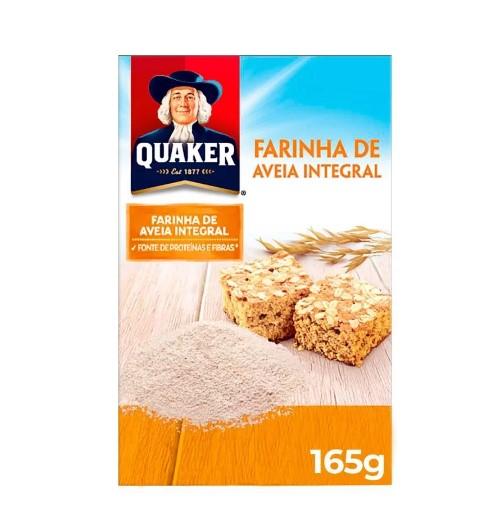 QUAKER
Est 1877
®
FARINHA DE
AVEIA INTEGRAL
FARINHA DE
AVEIA INTEGRAL
✓ FONTE DE PROTEÍNAS E FIBRAS*
165g